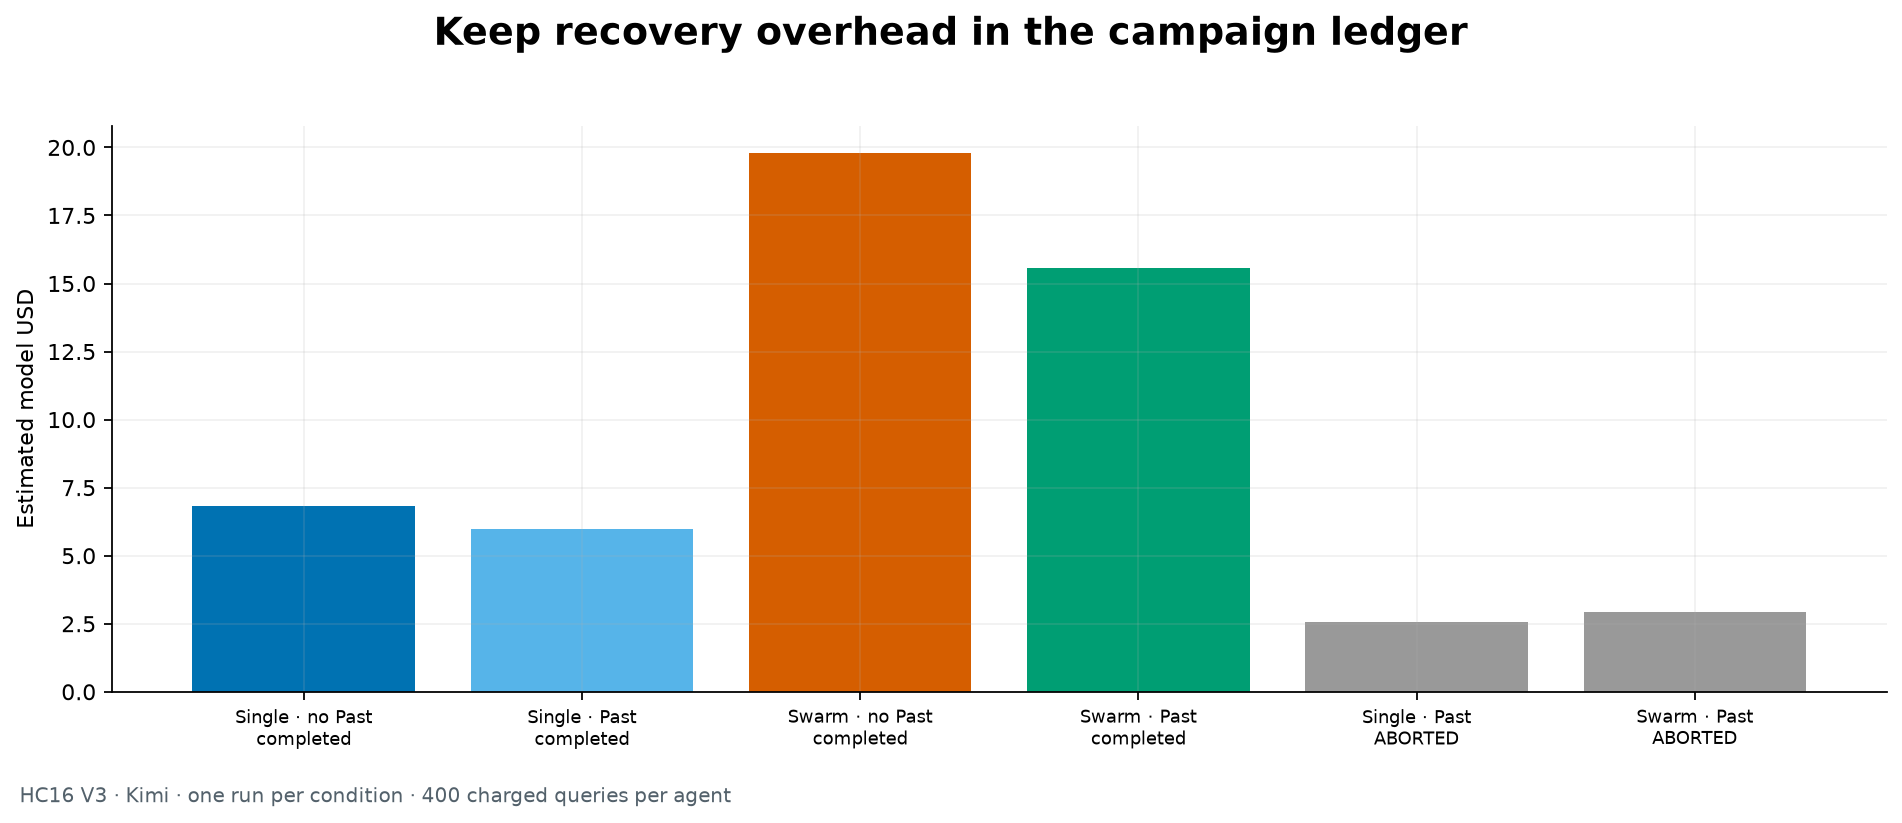 Keep recovery overhead in the campaign ledger
Estimated model USD
20.0
17.5
15.0
12.5
10.0
7.5
5.0
2.5
0.0
Single · no Past
completed
Single · Past
completed
Swarm · no Past
completed
Swarm · Past
completed
Single · Past
ABORTED
Swarm · Past
ABORTED
HC16 V3 · Kimi · one run per condition · 400 charged queries per agent